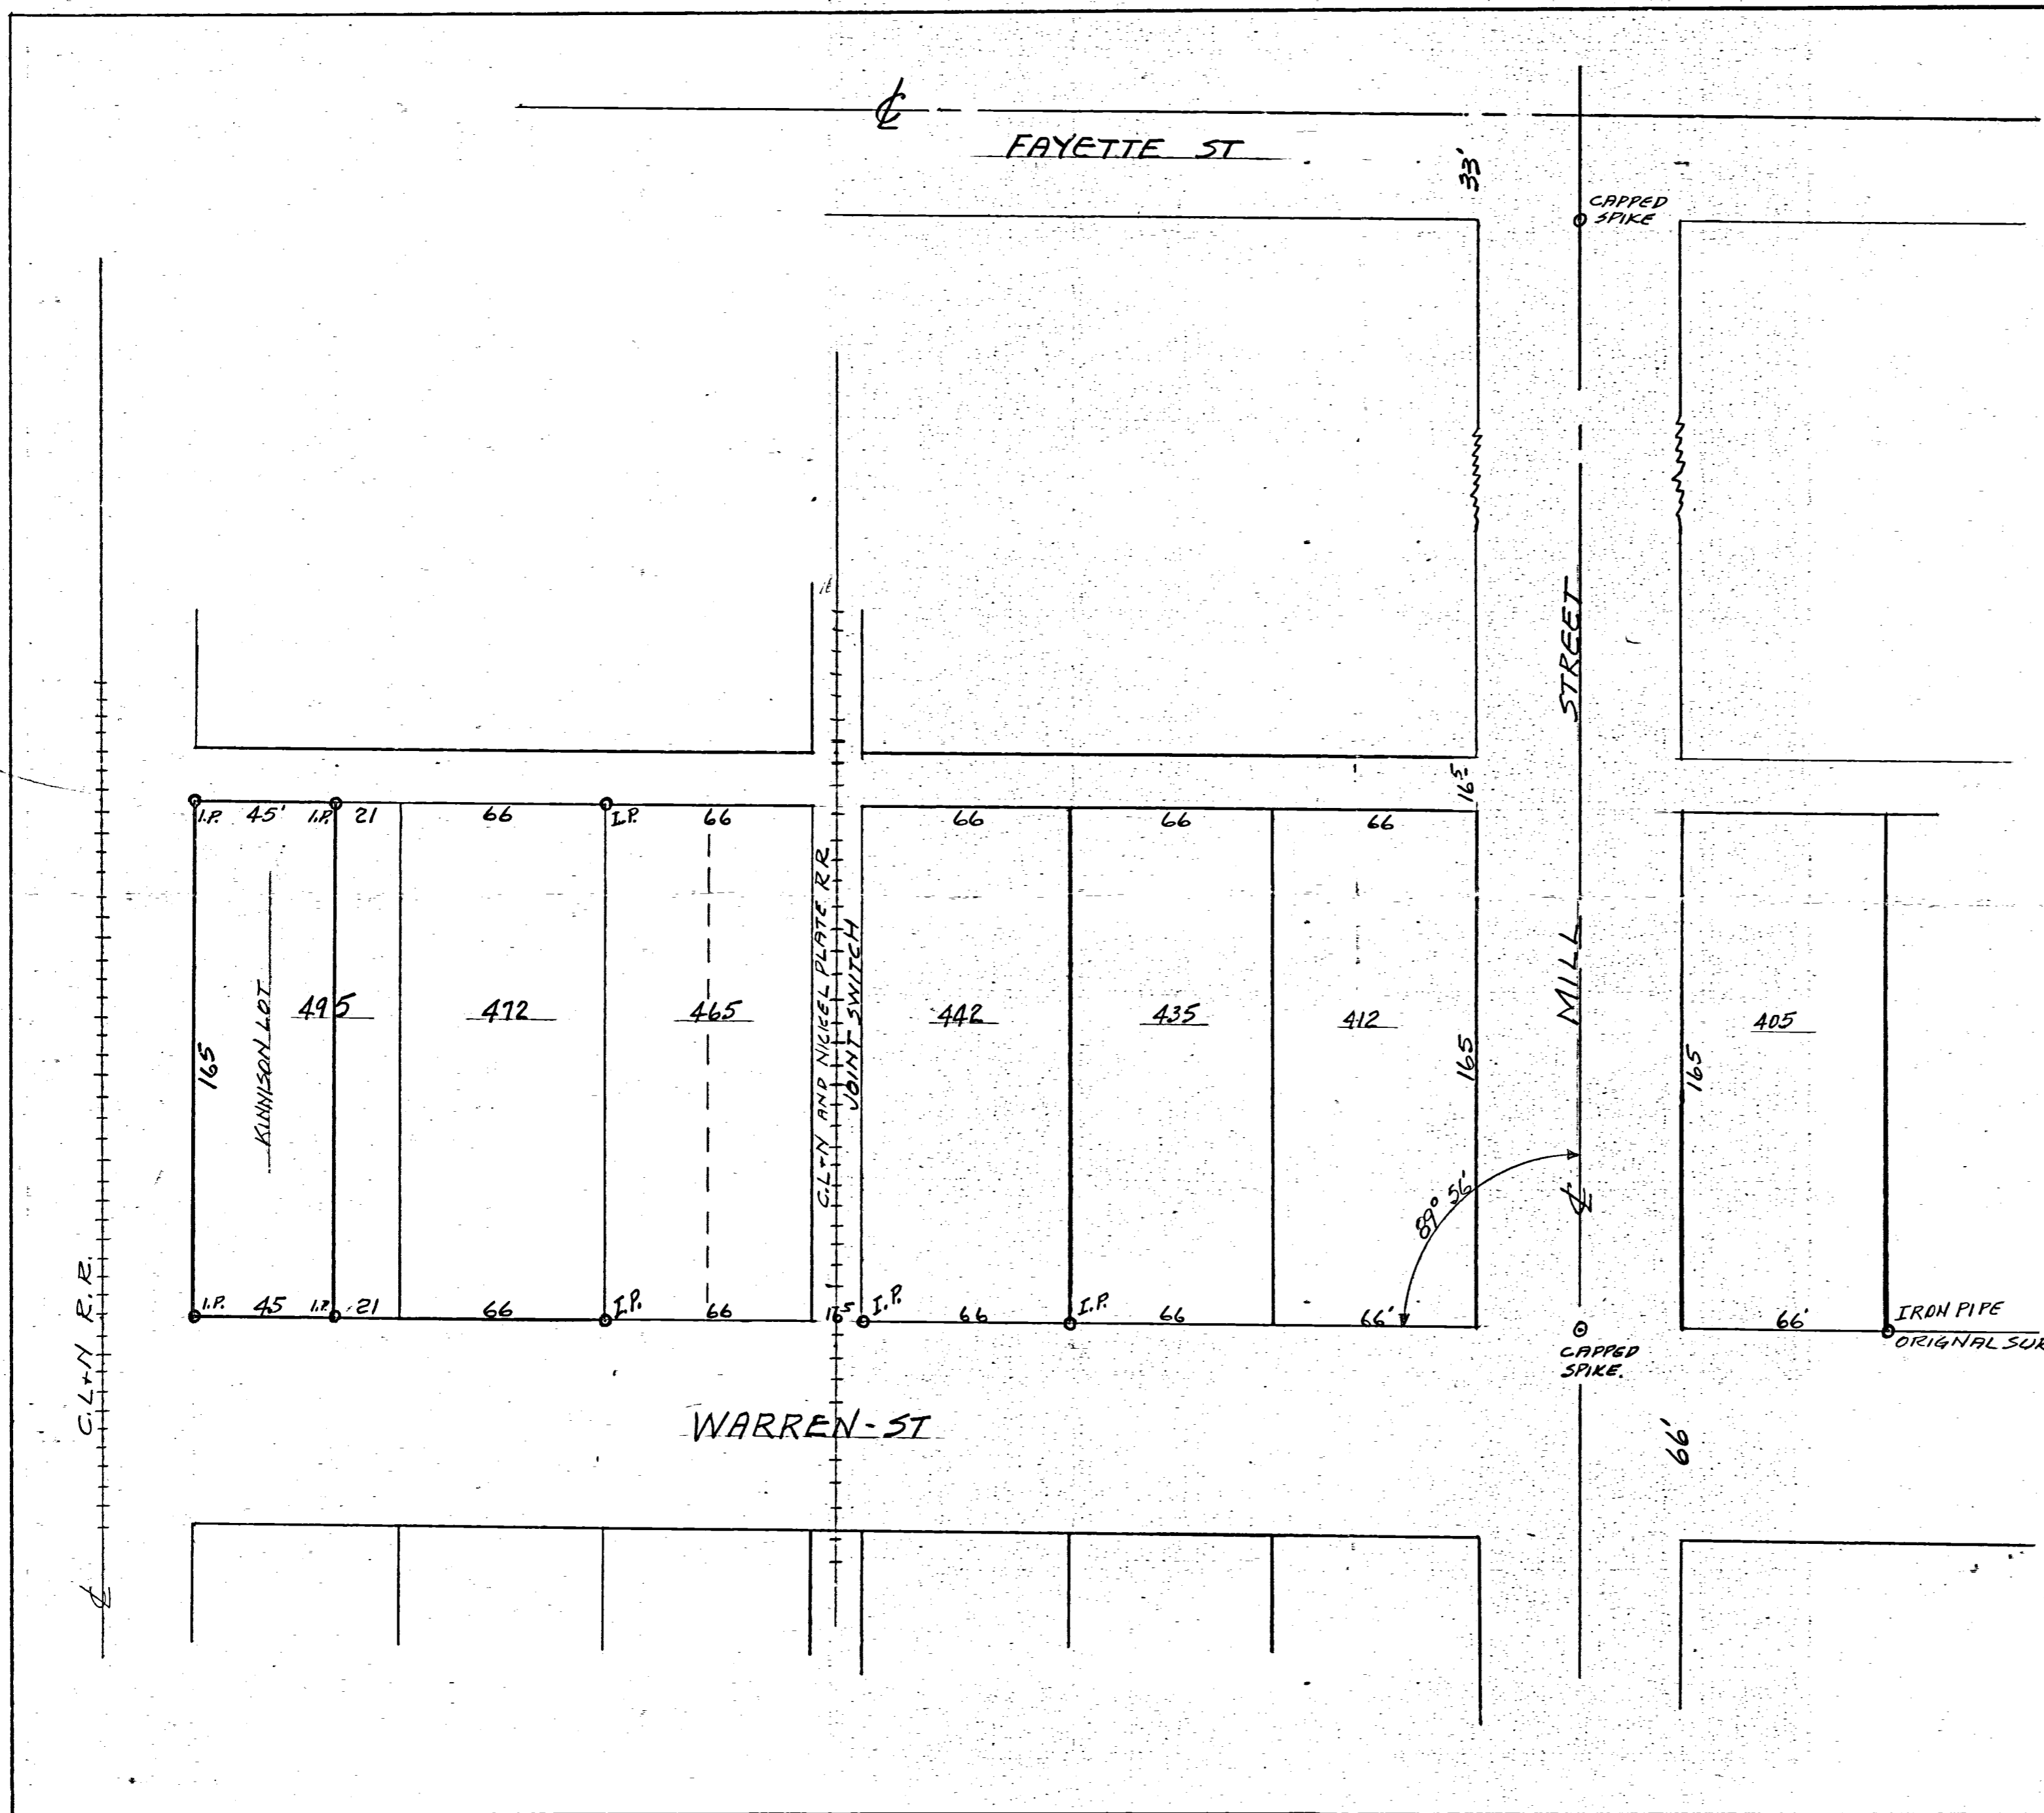 ℄
FAYETTE ST
33'
CAPPED
SPIKE
STREET
16⁵
I.P. 45' I.P. 21 66 I.P. 66 66 66 66
C.L+N AND NICKEL PLATE R.R.
JOINT SWITCH
MILL
KINNISON LOT
495 472 465 442 435 412 405
165 165 165
89° 56'
℄
C.L+N R.R.
I.P. 45 I.P. 21 66 I.P. 66 16⁵ I.P. 66 I.P. 66 66' 66' IRON PIPE
ORIGNAL SUR
CAPPED
SPIKE.
WARREN-ST
66'
℄